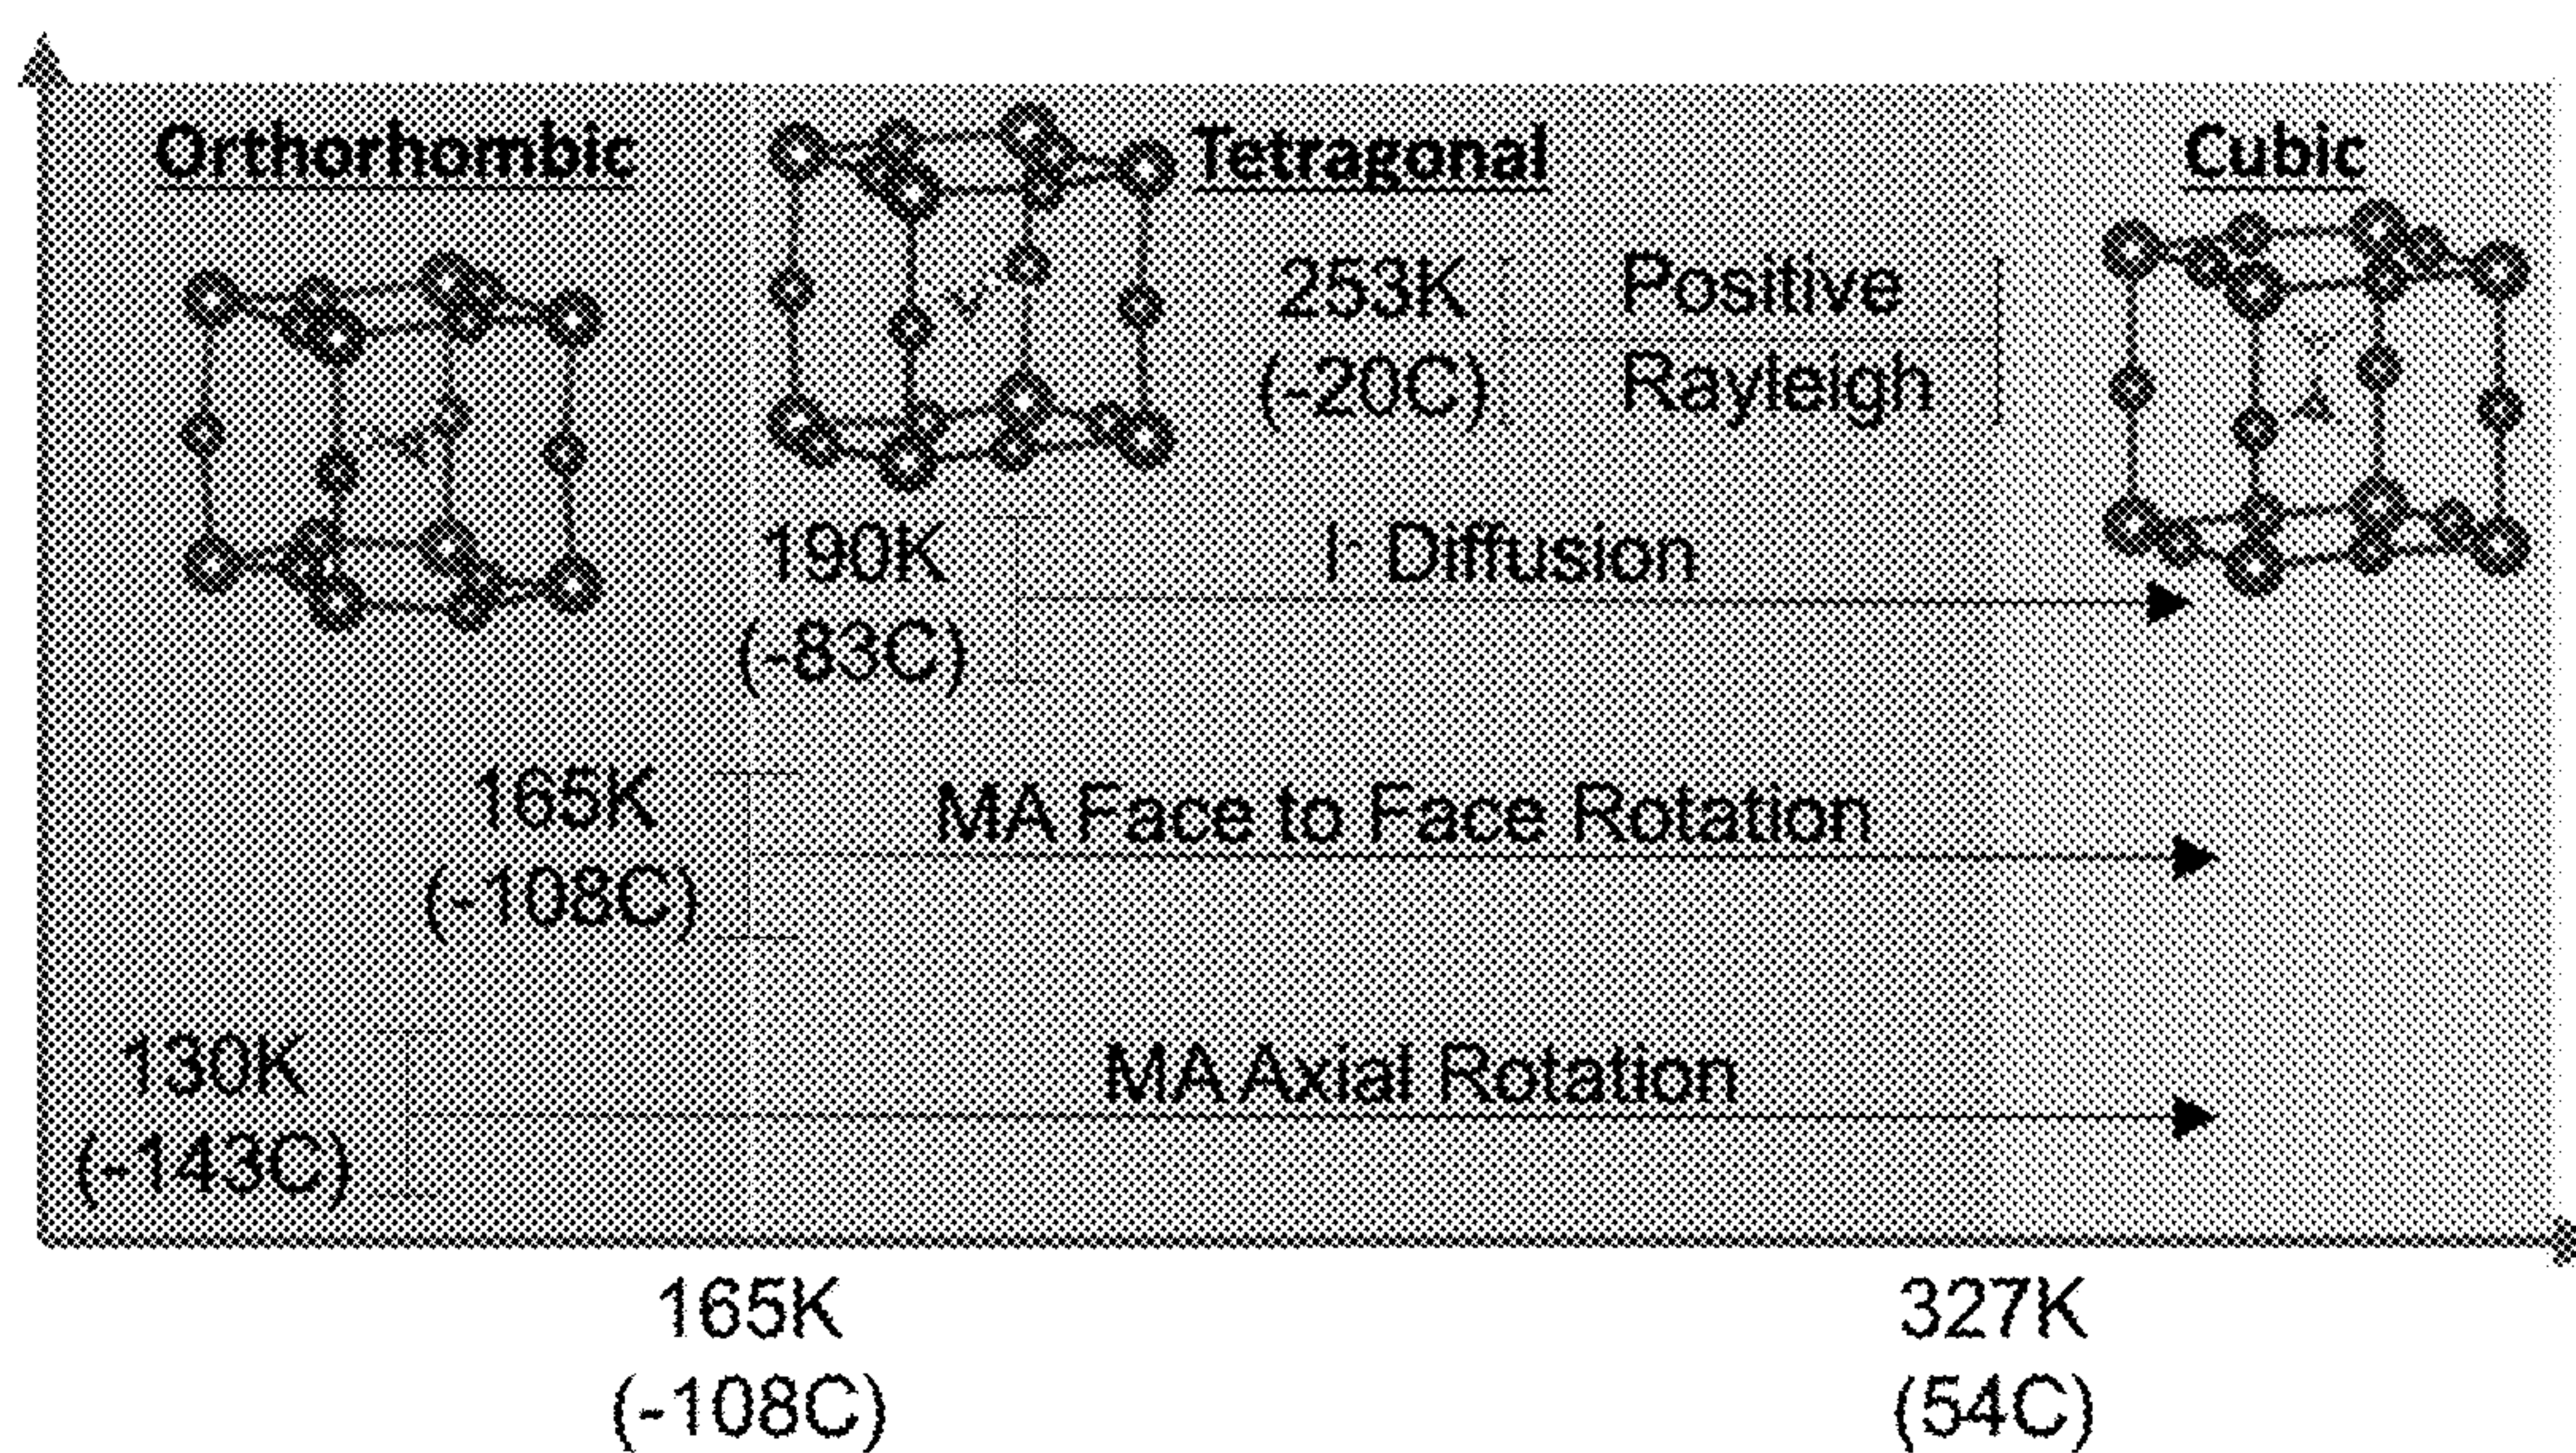 Orthorhombic
Tetragonal
Cubic
253K
(-20C)
Positive
Rayleigh
190K
(-83C)
I- Diffusion
165K
(-108C)
MA Face to Face Rotation
130K
(-143C)
MA Axial Rotation
165K
(-108C)
327K
(54C)